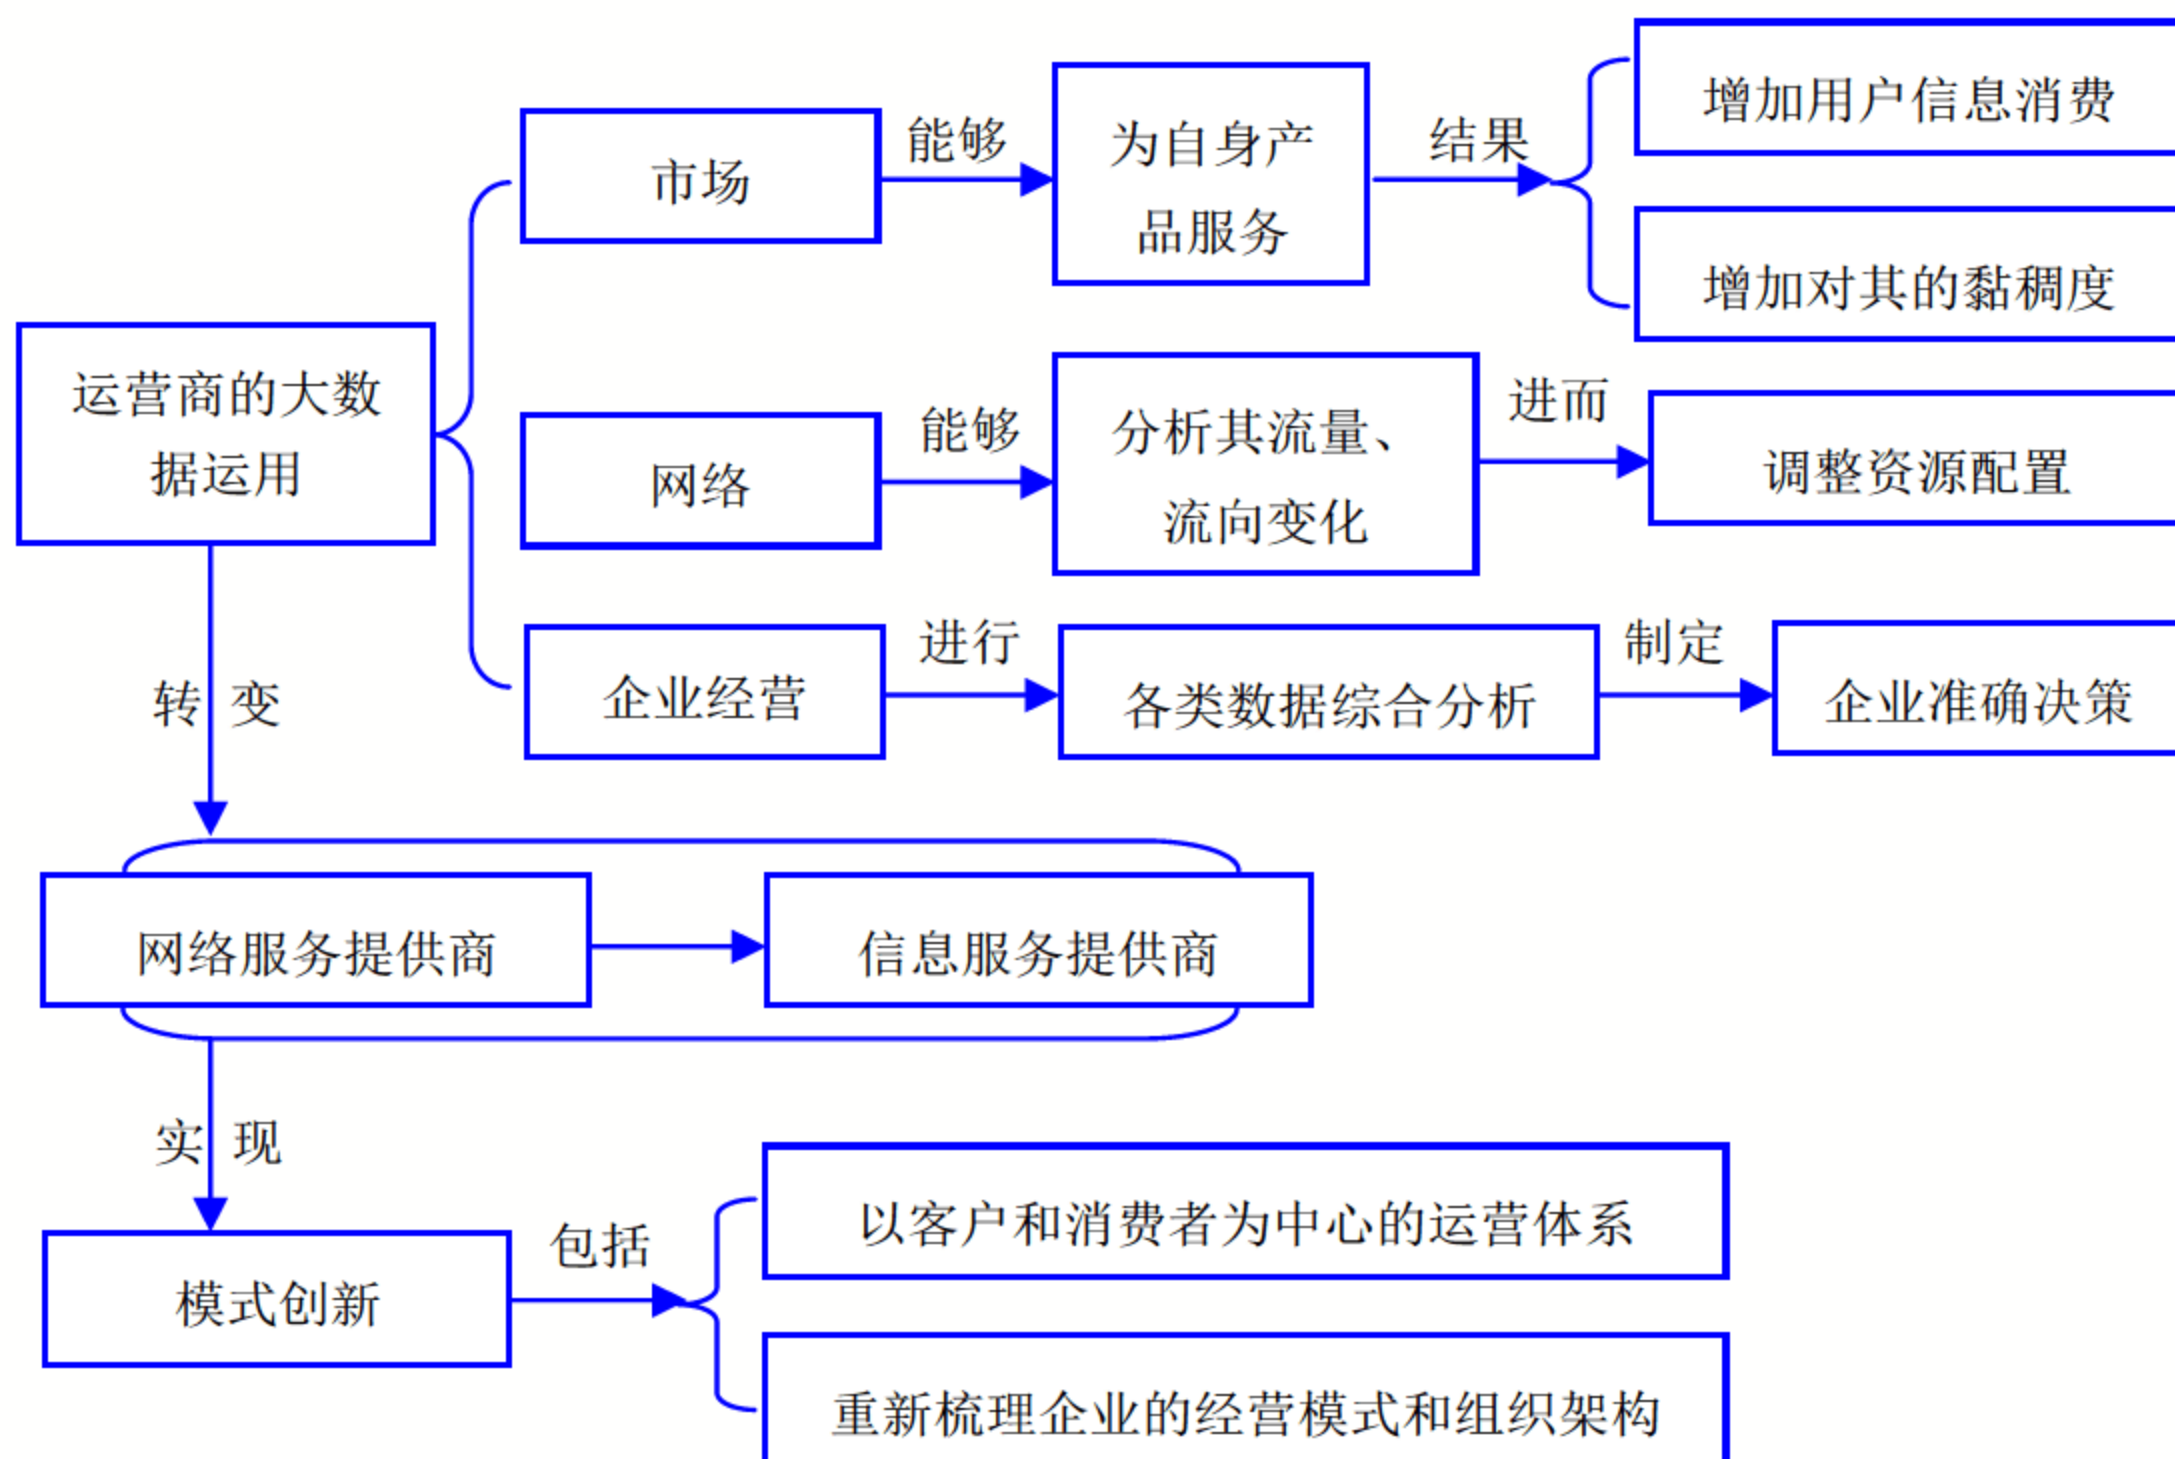 增加用户信息消费
能够
为自身产
品服务
结果
市场
增加对其的黏稠度
运营商的大数
据运用
网络
能够
分析其流量、
流向变化
进而
调整资源配置
企业经营
进行
各类数据综合分析
制定
企业准确决策
转变
网络服务提供商
信息服务提供商
实现
模式创新
包括
以客户和消费者为中心的运营体系
重新梳理企业的经营模式和组织架构